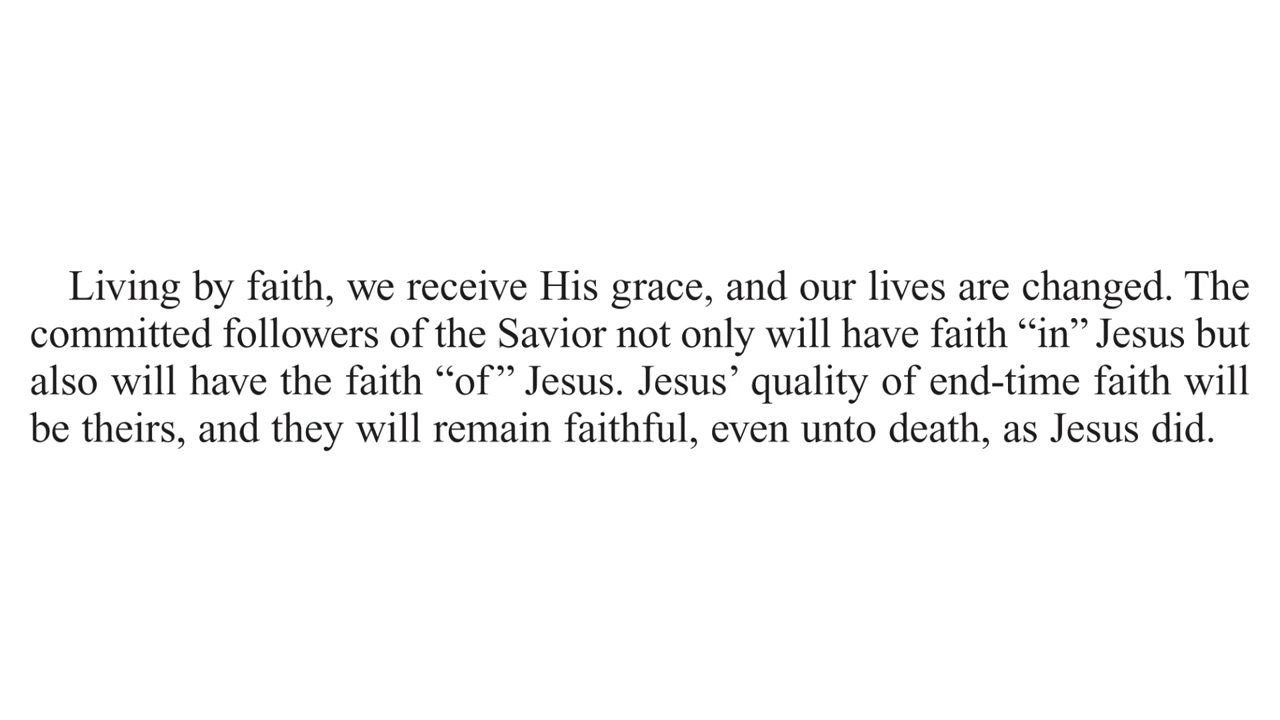 Living by faith, we receive His grace, and our lives are changed. The
committed followers of the Savior not only will have faith “in” Jesus but
also will have the faith “of” Jesus. Jesus’ quality of end-time faith will
be theirs, and they will remain faithful, even unto death, as Jesus did.